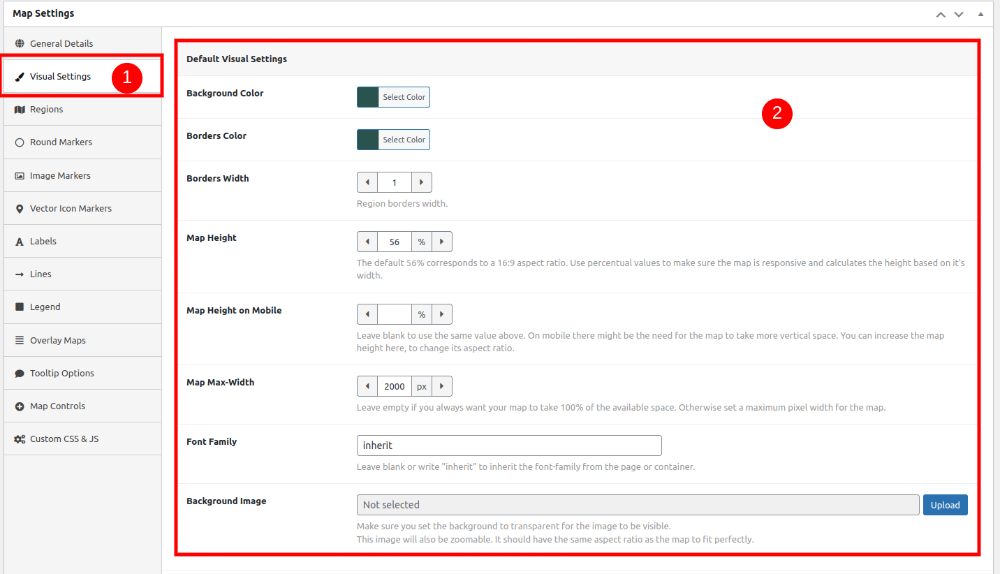 Map Settings
General Details
Visual Settings
1
Regions
Round Markers
Image Markers
Vector Icon Markers
Labels
Lines
Legend
Overlay Maps
Tooltip Options
Map Controls
Custom CSS & JS
Default Visual Settings
2
Background Color
Select Color
Borders Color
Select Color
Borders Width
1
Region borders width.
Map Height
56 %
The default 56% corresponds to a 16:9 aspect ratio. Use percentual values to make sure the map is responsive and calculates the height based on it's
width.
Map Height on Mobile
%
Leave blank to use the same value above. On mobile there might be the need for the map to take more vertical space. You can increase the map
height here, to change its aspect ratio.
Map Max-Width
2000 px
Leave empty if you always want your map to take 100% of the available space. Otherwise set a maximum pixel width for the map.
Font Family
inherit
Leave blank or write "inherit" to inherit the font-family from the page or container.
Background Image
Not selected
Upload
Make sure you set the background to transparent for the image to be visible.
This image will also be zoomable. It should have the same aspect ratio as the map to fit perfectly.